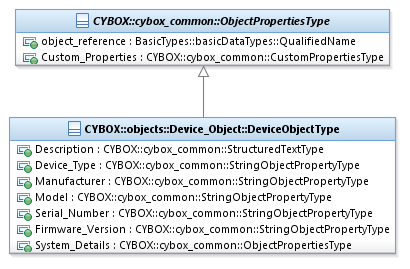 CYBOX::cybox_common::ObjectPropertiesType
object_reference : BasicTypes::basicDataTypes::QualifiedName
Custom_Properties : CYBOX::cybox_common::CustomPropertiesType
CYBOX::objects::Device_Object::DeviceObjectType
Description : CYBOX::cybox_common::StructuredTextType
Device_Type : CYBOX::cybox_common::StringObjectPropertyType
Manufacturer : CYBOX::cybox_common::StringObjectPropertyType
Model : CYBOX::cybox_common::StringObjectPropertyType
Serial_Number : CYBOX::cybox_common::StringObjectPropertyType
Firmware_Version : CYBOX::cybox_common::StringObjectPropertyType
System_Details : CYBOX::cybox_common::ObjectPropertiesType